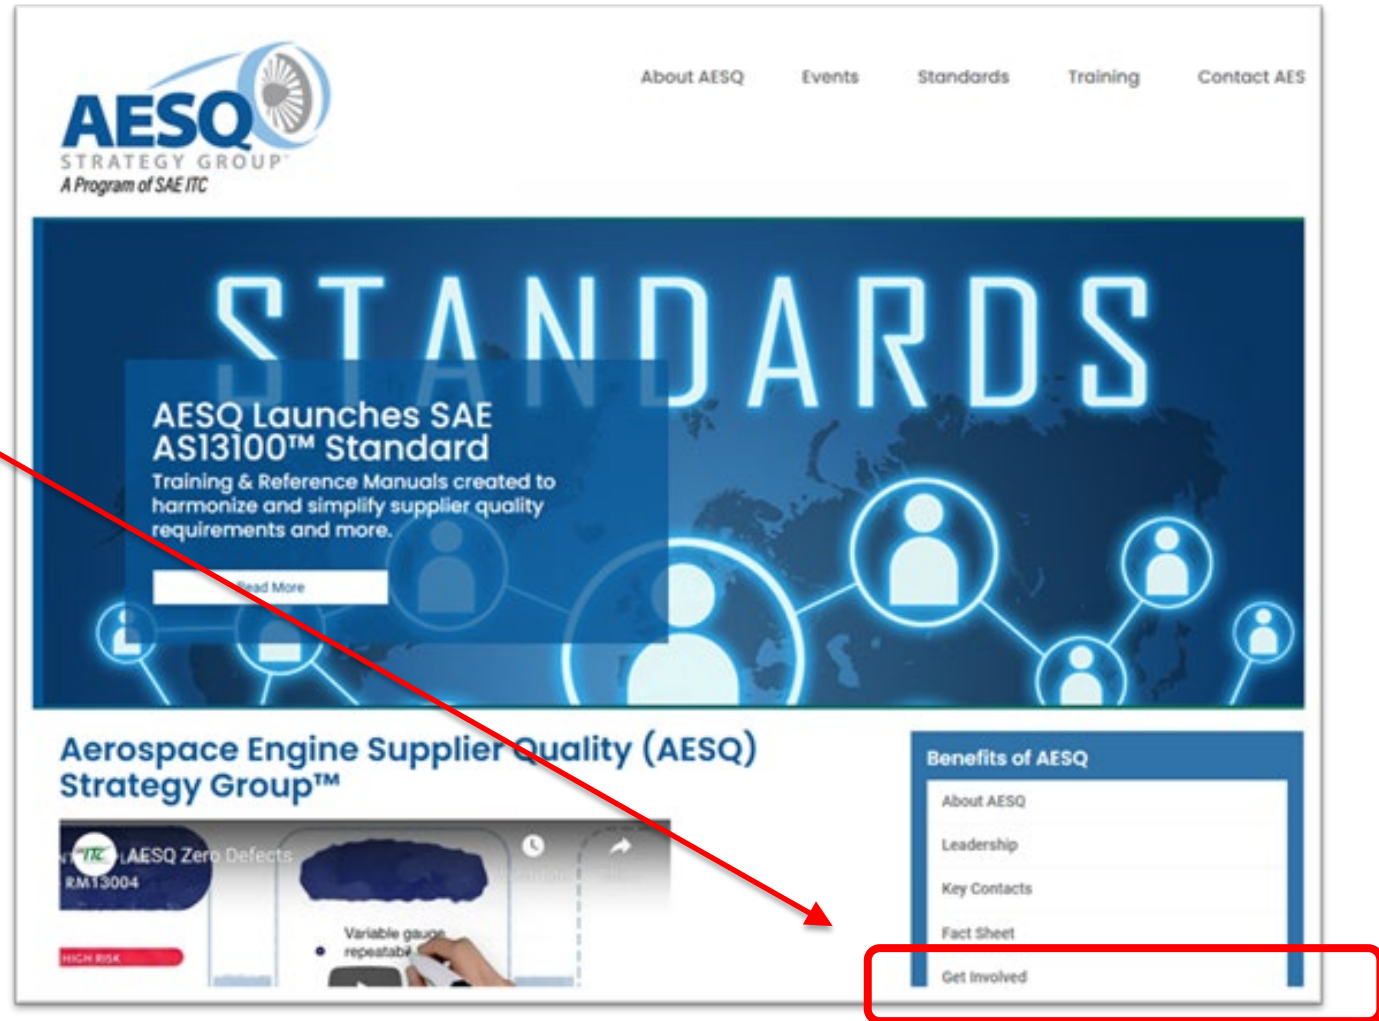 About AESQ Events Standards Training Contact AES
AESQ
STRATEGY GROUP
A Program of SAE ITC
STANDARDS
AESQ Launches SAE
AS13100™ Standard
Training & Reference Manuals created to
harmonize and simplify supplier quality
requirements and more.
Read More
Aerospace Engine Supplier Quality (AESQ)
Strategy Group™
ITC AESQ Zero Defects
RM13004
HIGH RISK
Variable gauge
repeatabi
Benefits of AESQ
About AESQ
Leadership
Key Contacts
Fact Sheet
Get Involved